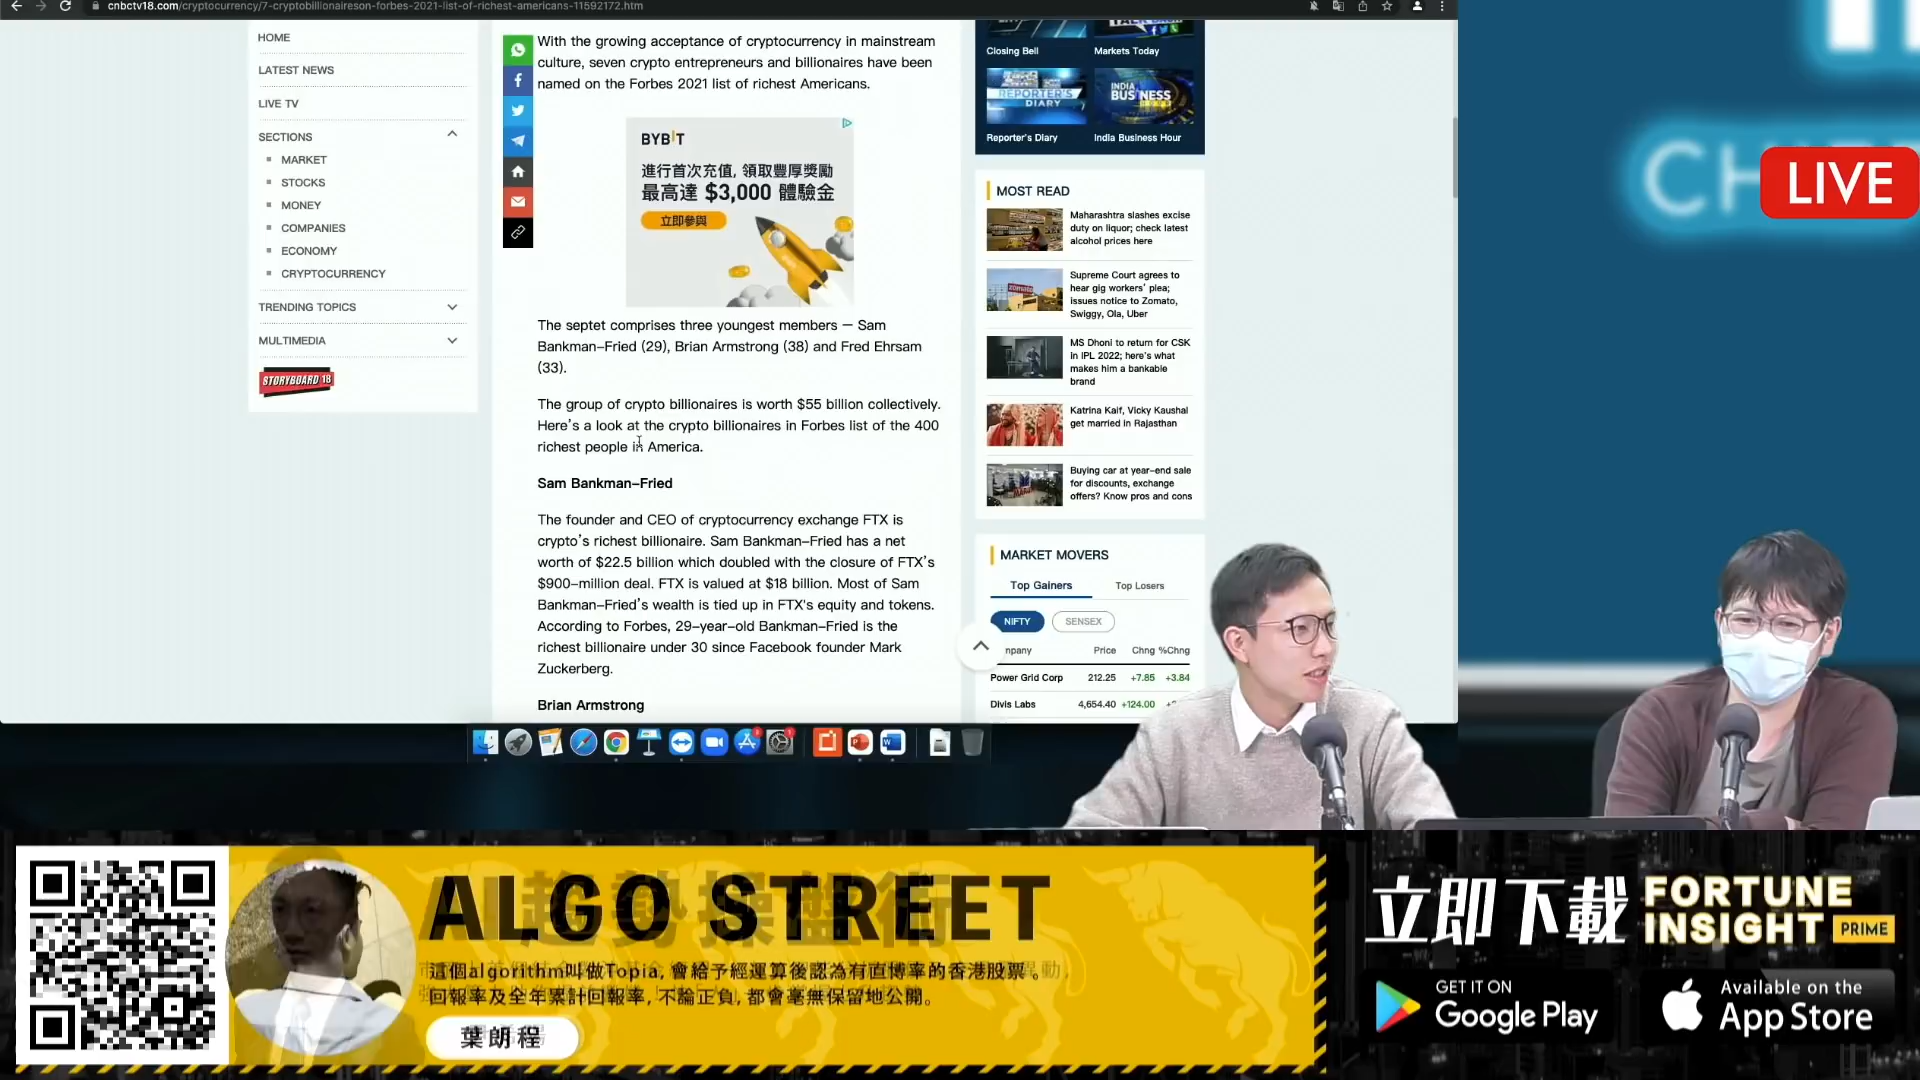 cnbctv18.com/cryptocurrency/7-cryptobillionaireson-forbes-2021-list-of-richest-americans-11592172.htm
HOME
LATEST NEWS
LIVE TV
SECTIONS
MARKET
STOCKS
MONEY
COMPANIES
ECONOMY
CRYPTOCURRENCY
TRENDING TOPICS
MULTIMEDIA
STORYBOARD 18
With the growing acceptance of cryptocurrency in mainstream
culture, seven crypto entrepreneurs and billionaires have been
named on the Forbes 2021 list of richest Americans.
BYBIT
進行首次充值, 領取豐厚獎勵
最高達 $3,000 體驗金
立即參與
The septet comprises three youngest members — Sam
Bankman-Fried (29), Brian Armstrong (38) and Fred Ehrsam
(33).
The group of crypto billionaires is worth $55 billion collectively.
Here's a look at the crypto billionaires in Forbes list of the 400
richest people in America.
Sam Bankman-Fried
The founder and CEO of cryptocurrency exchange FTX is
crypto's richest billionaire. Sam Bankman-Fried has a net
worth of $22.5 billion which doubled with the closure of FTX's
$900-million deal. FTX is valued at $18 billion. Most of Sam
Bankman-Fried's wealth is tied up in FTX's equity and tokens.
According to Forbes, 29-year-old Bankman-Fried is the
richest billionaire under 30 since Facebook founder Mark
Zuckerberg.
Brian Armstrong
Closing Bell
Markets Today
REPORTER'S
DIARY
INDIA
BUSINESS
HOUR
Reporter's Diary
India Business Hour
MOST READ
Maharashtra slashes excise
duty on liquor; check latest
alcohol prices here
zomato
Supreme Court agrees to
hear gig workers' plea;
issues notice to Zomato,
Swiggy, Ola, Uber
MS Dhoni to return for CSK
in IPL 2022; here's what
makes him a bankable
brand
Katrina Kaif, Vicky Kaushal
get married in Rajasthan
Buying car at year-end sale
for discounts, exchange
offers? Know pros and cons
MARKET MOVERS
Top Gainers
Top Losers
NIFTY
SENSEX
Price
Chng
%Chng
Power Grid Corp
212.25
+7.85
+3.84
Divis Labs
4,654.40
+124.00
CH
LIVE
ALGO STREET
這個algorithm叫做Topia, 會給予經運算後認為有直博率的香港股票。
回報率及全年累計回報率, 不論正負, 都會毫無保留地公開。
葉朗程
立即下載
FORTUNE
INSIGHT
PRIME
GET IT ON
Google Play
Available on the
App Store